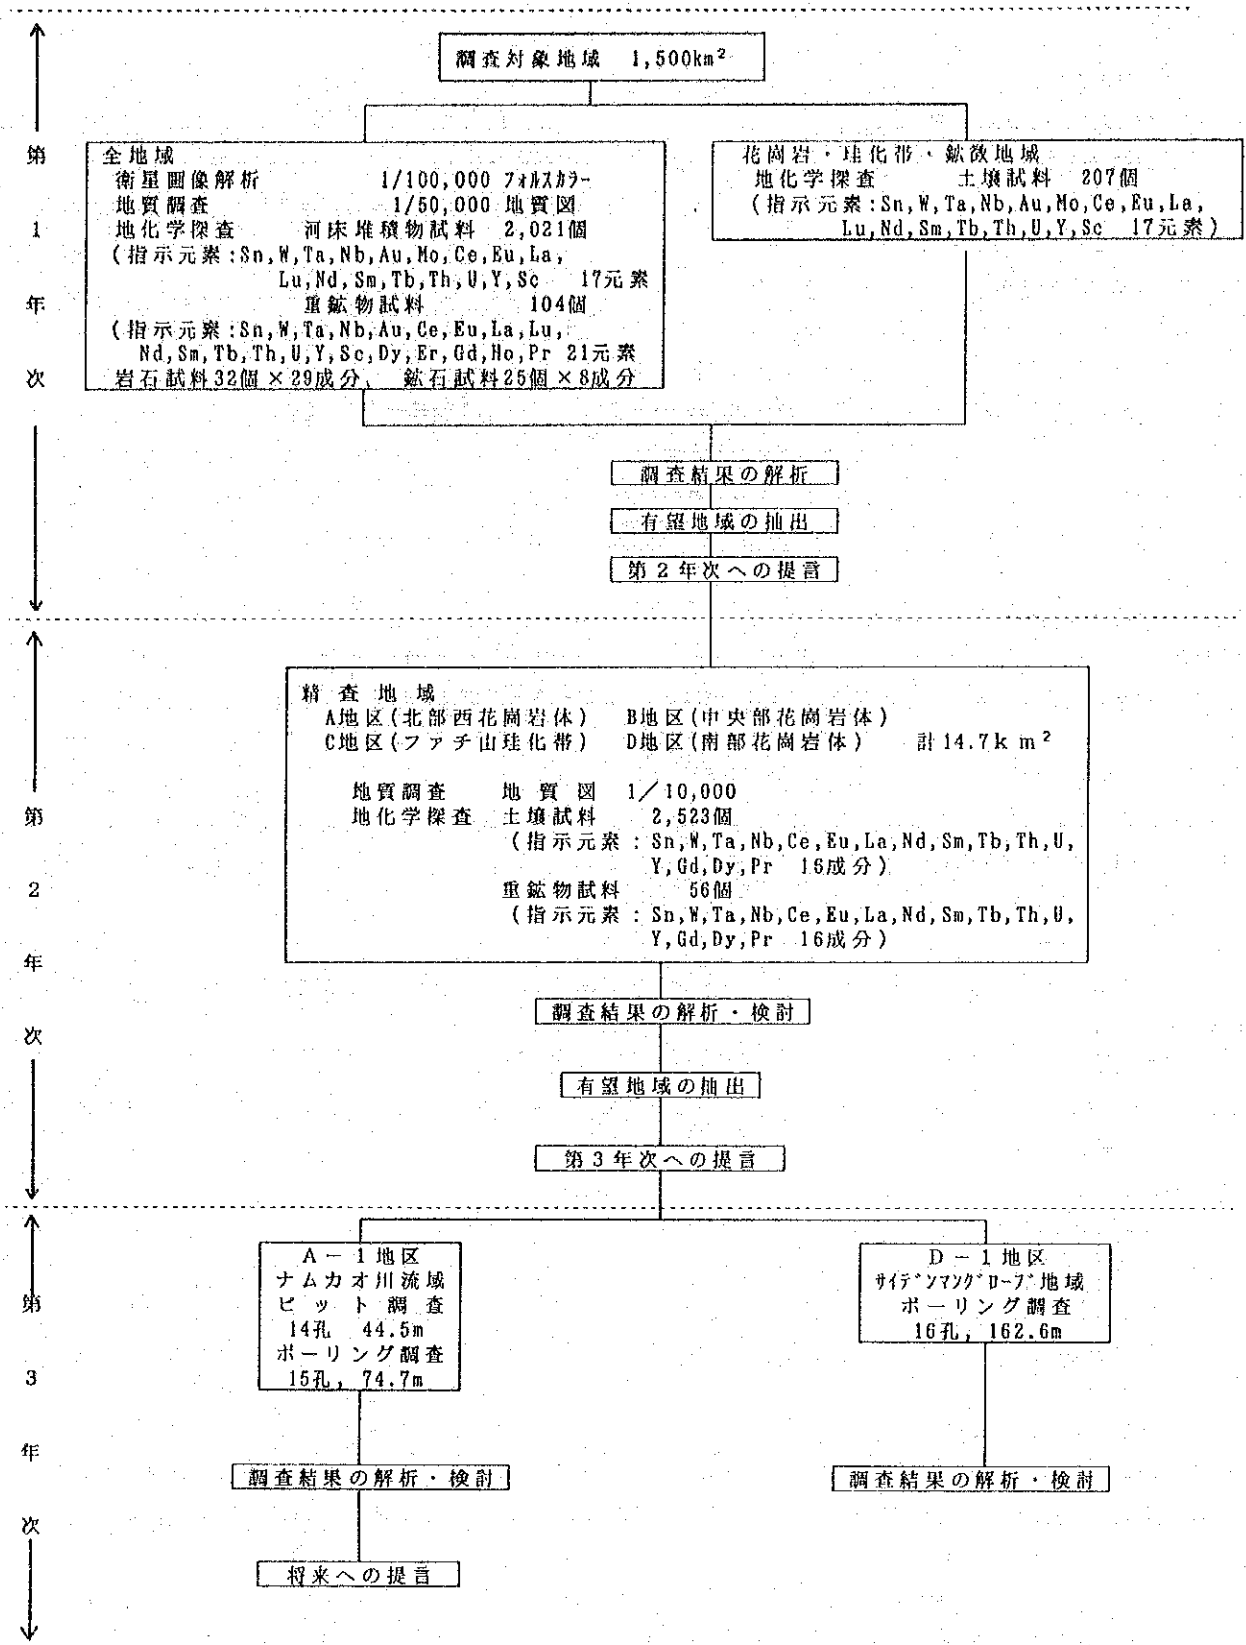 調査対象地域 1,500km²
第1年次
全地域
衛星画像解析 1/100,000 フォルスカラー
地質調査 1/50,000 地質図
地化学探査 河床堆積物試料 2,021個
(指示元素:Sn,W,Ta,Nb,Au,Mo,Ce,Eu,La,
Lu,Nd,Sm,Tb,Th,U,Y,Sc 17元素
重鉱物試料 104個
(指示元素:Sn,W,Ta,Nb,Au,Ce,Eu,La,Lu,
Nd,Sm,Tb,Th,U,Y,Sc,Dy,Er,Gd,Ho,Pr 21元素
岩石試料32個×29成分、 鉱石試料25個×8成分
花崗岩・珪化帯・鉱徴地域
地化学探査 土壌試料 207個
(指示元素:Sn,W,Ta,Nb,Au,Mo,Ce,Eu,La,
Lu,Nd,Sm,Tb,Th,U,Y,Sc 17元素)
調査結果の解析
有望地域の抽出
第2年次への提言
第2年次
精査地域
A地区(北部西花崗岩体) B地区(中央部花崗岩体)
C地区(ファチ山珪化帯) D地区(南部花崗岩体) 計14.7km²
地質調査 地質図 1/10,000
地化学探査 土壌試料 2,523個
(指示元素:Sn,W,Ta,Nb,Ce,Eu,La,Nd,Sm,Tb,Th,U,
Y,Gd,Dy,Pr 16成分)
重鉱物試料 56個
(指示元素:Sn,W,Ta,Nb,Ce,Eu,La,Nd,Sm,Tb,Th,U,
Y,Gd,Dy,Pr 16成分)
調査結果の解析・検討
有望地域の抽出
第3年次への提言
第3年次
A-1地区
ナムカオ川流域
ピット調査
14孔 44.5m
ボーリング調査
15孔, 74.7m
D-1地区
サイデンマングローブ地域
ボーリング調査
16孔, 162.6m
調査結果の解析・検討
調査結果の解析・検討
将来への提言